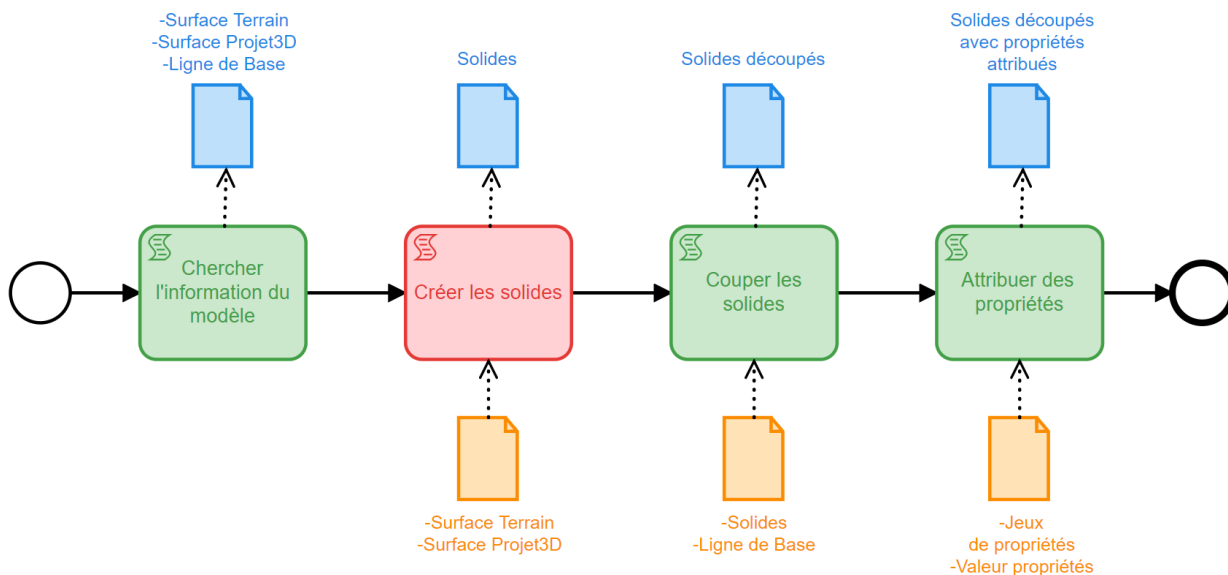 -Surface Terrain
-Surface Projet3D
-Ligne de Base
Solides
Solides découpés
Solides découpés
avec propriétés
attribués
Chercher
l'information du
modèle
Créer les solides
Couper les
solides
Attribuer des
propriétés
-Surface Terrain
-Surface Projet3D
-Solides
-Ligne de Base
-Jeux
de propriétés
-Valeur propriétés